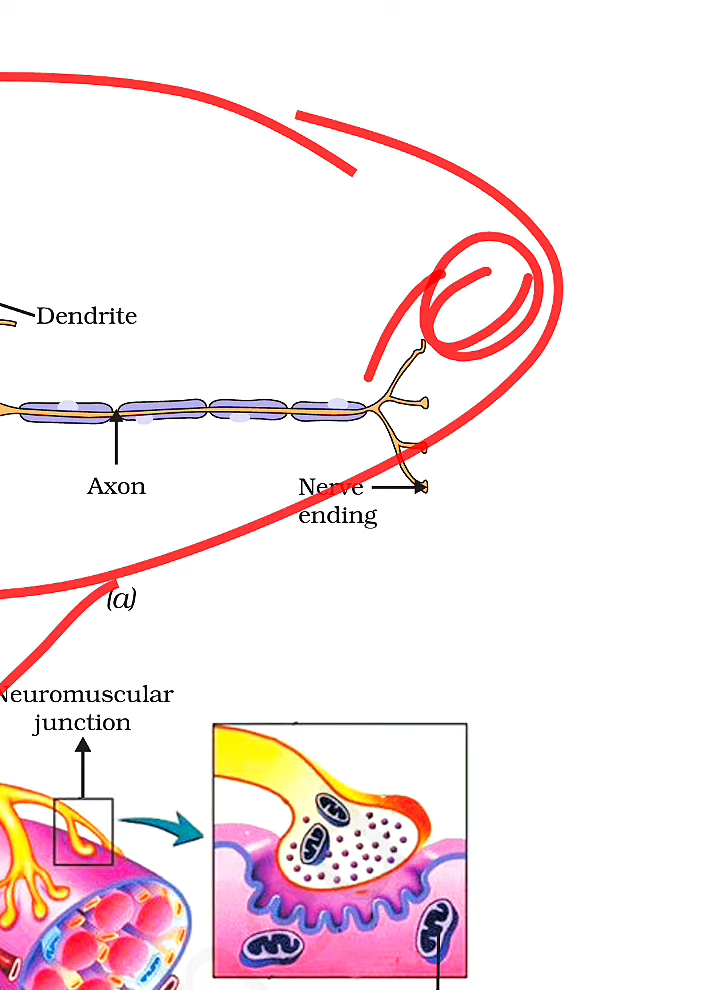 Dendrite
Axon
Nerve
ending
(a)
Neuromuscular
junction